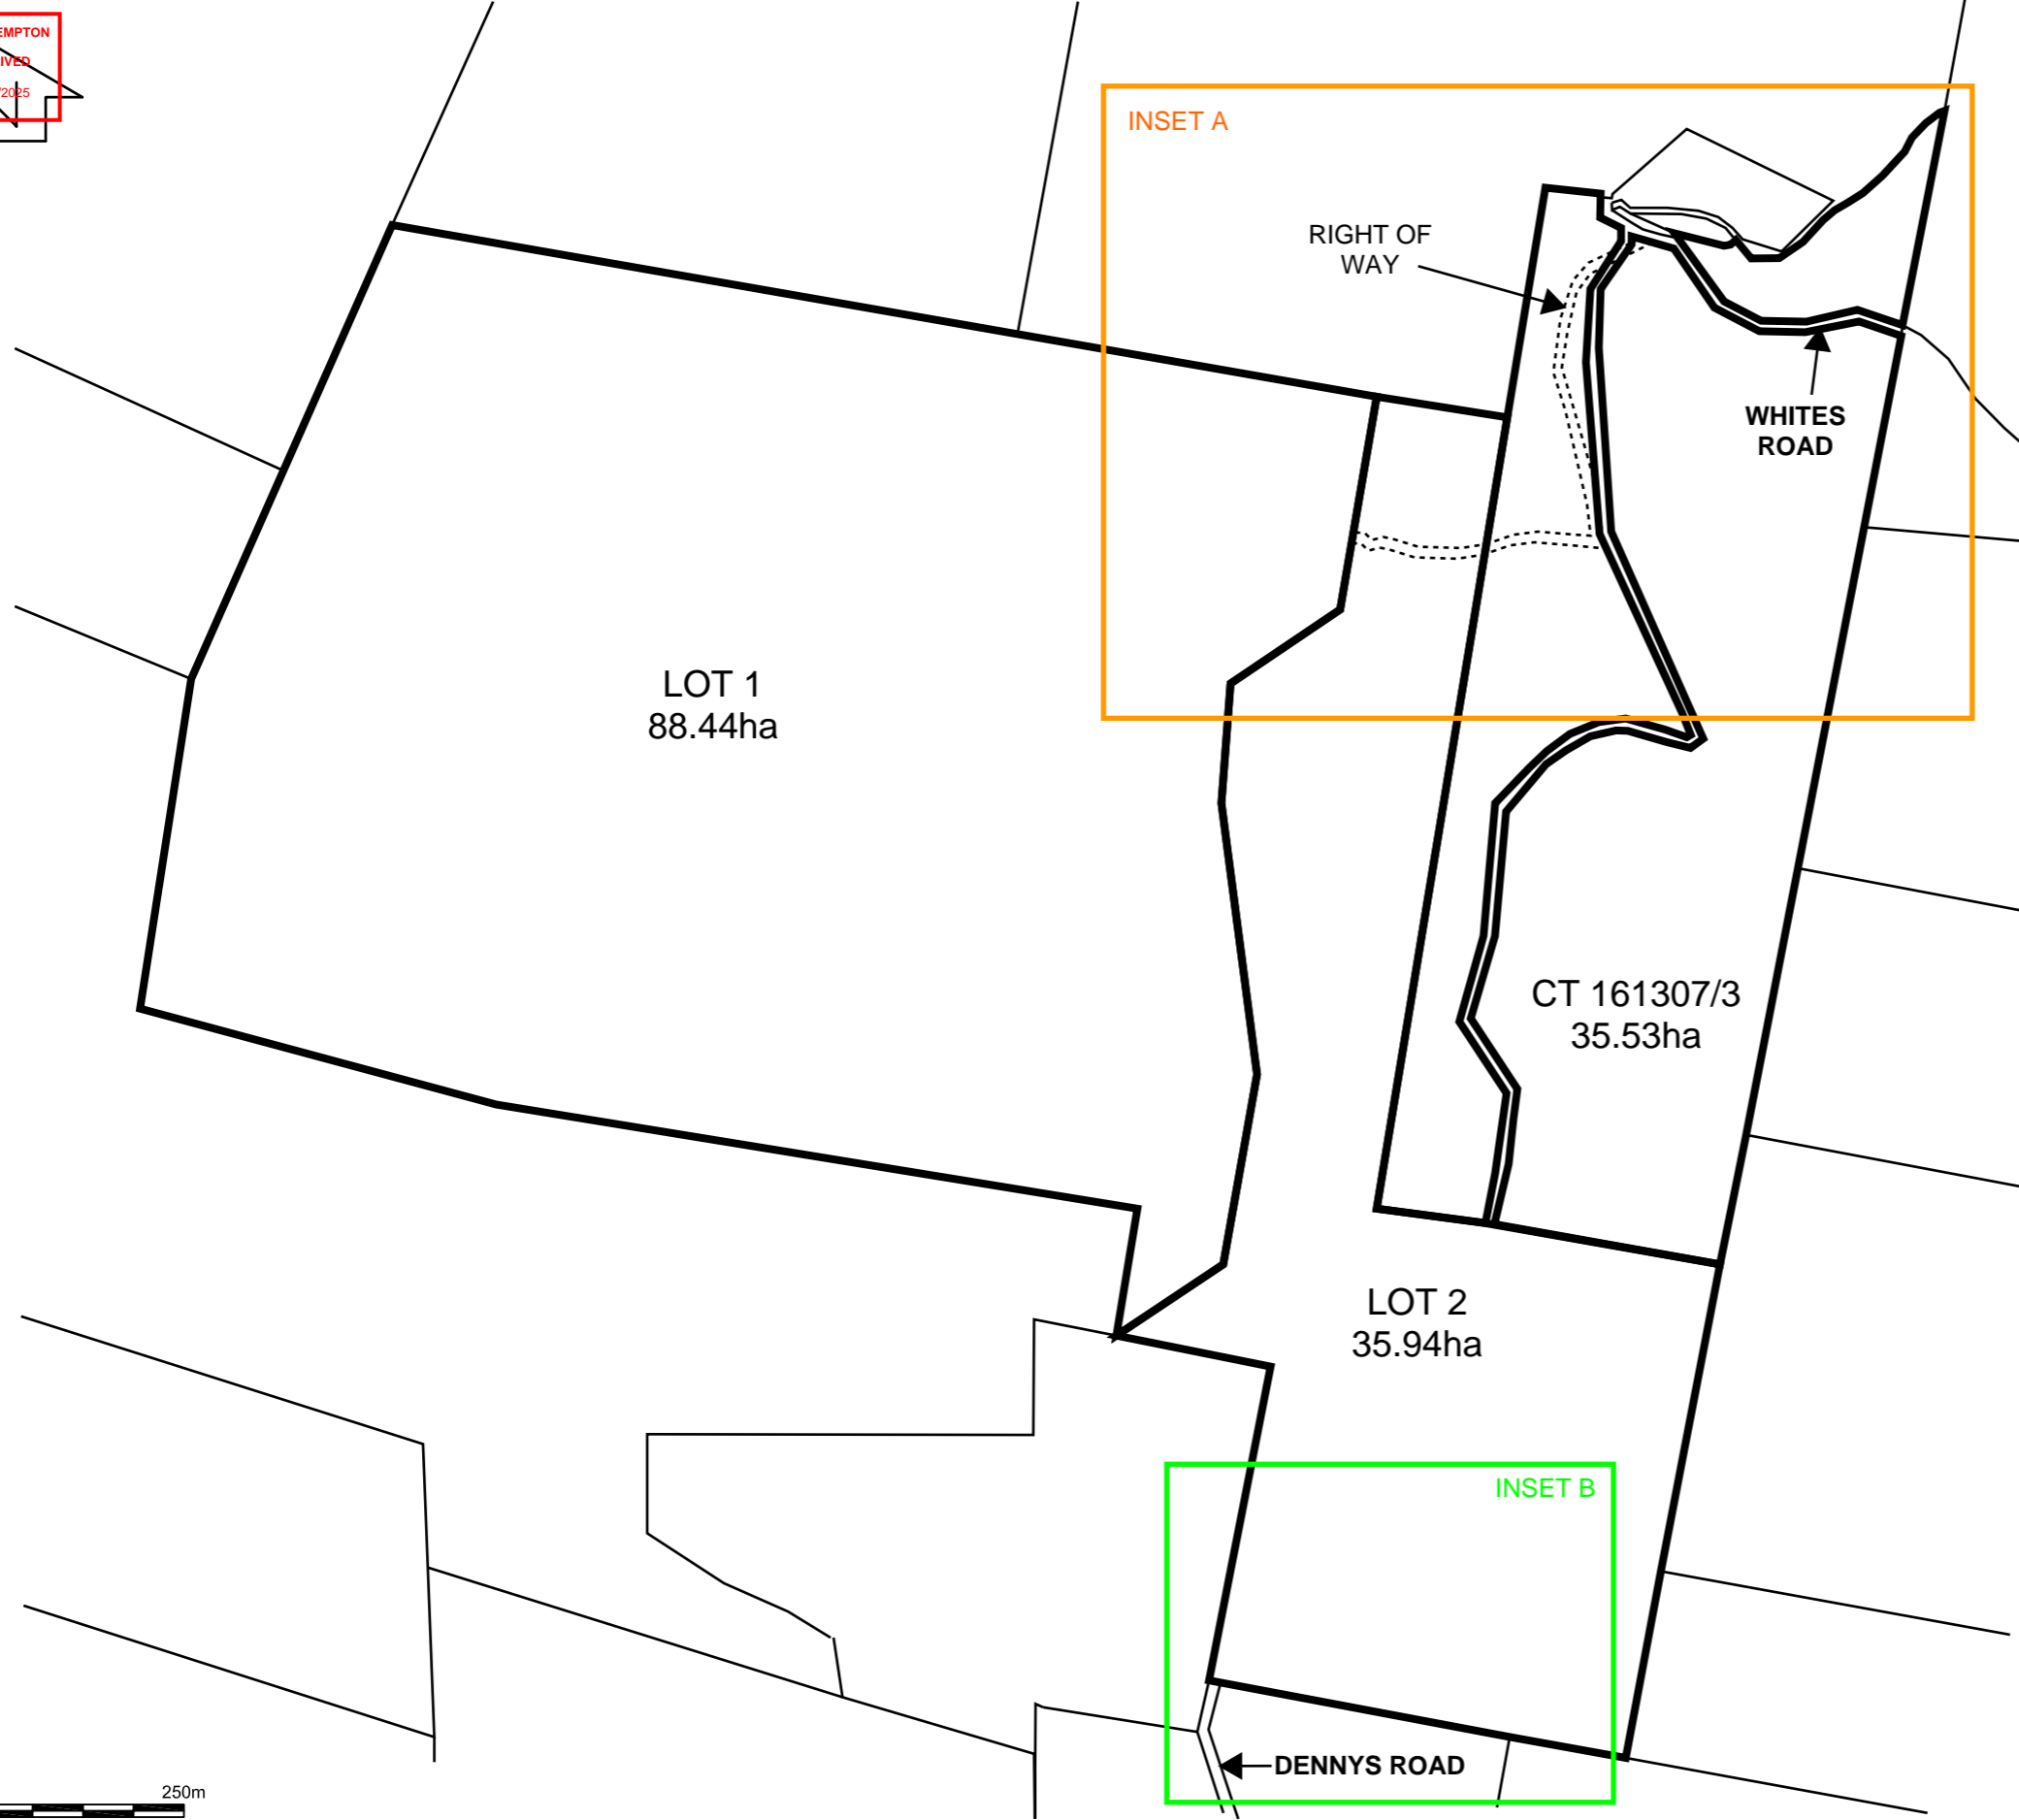 EMPTON
IVED
/2025
INSET A
RIGHT OF
WAY
WHITES
ROAD
LOT 1
88.44ha
CT 161307/3
35.53ha
LOT 2
35.94ha
INSET B
DENNYS ROAD
250m